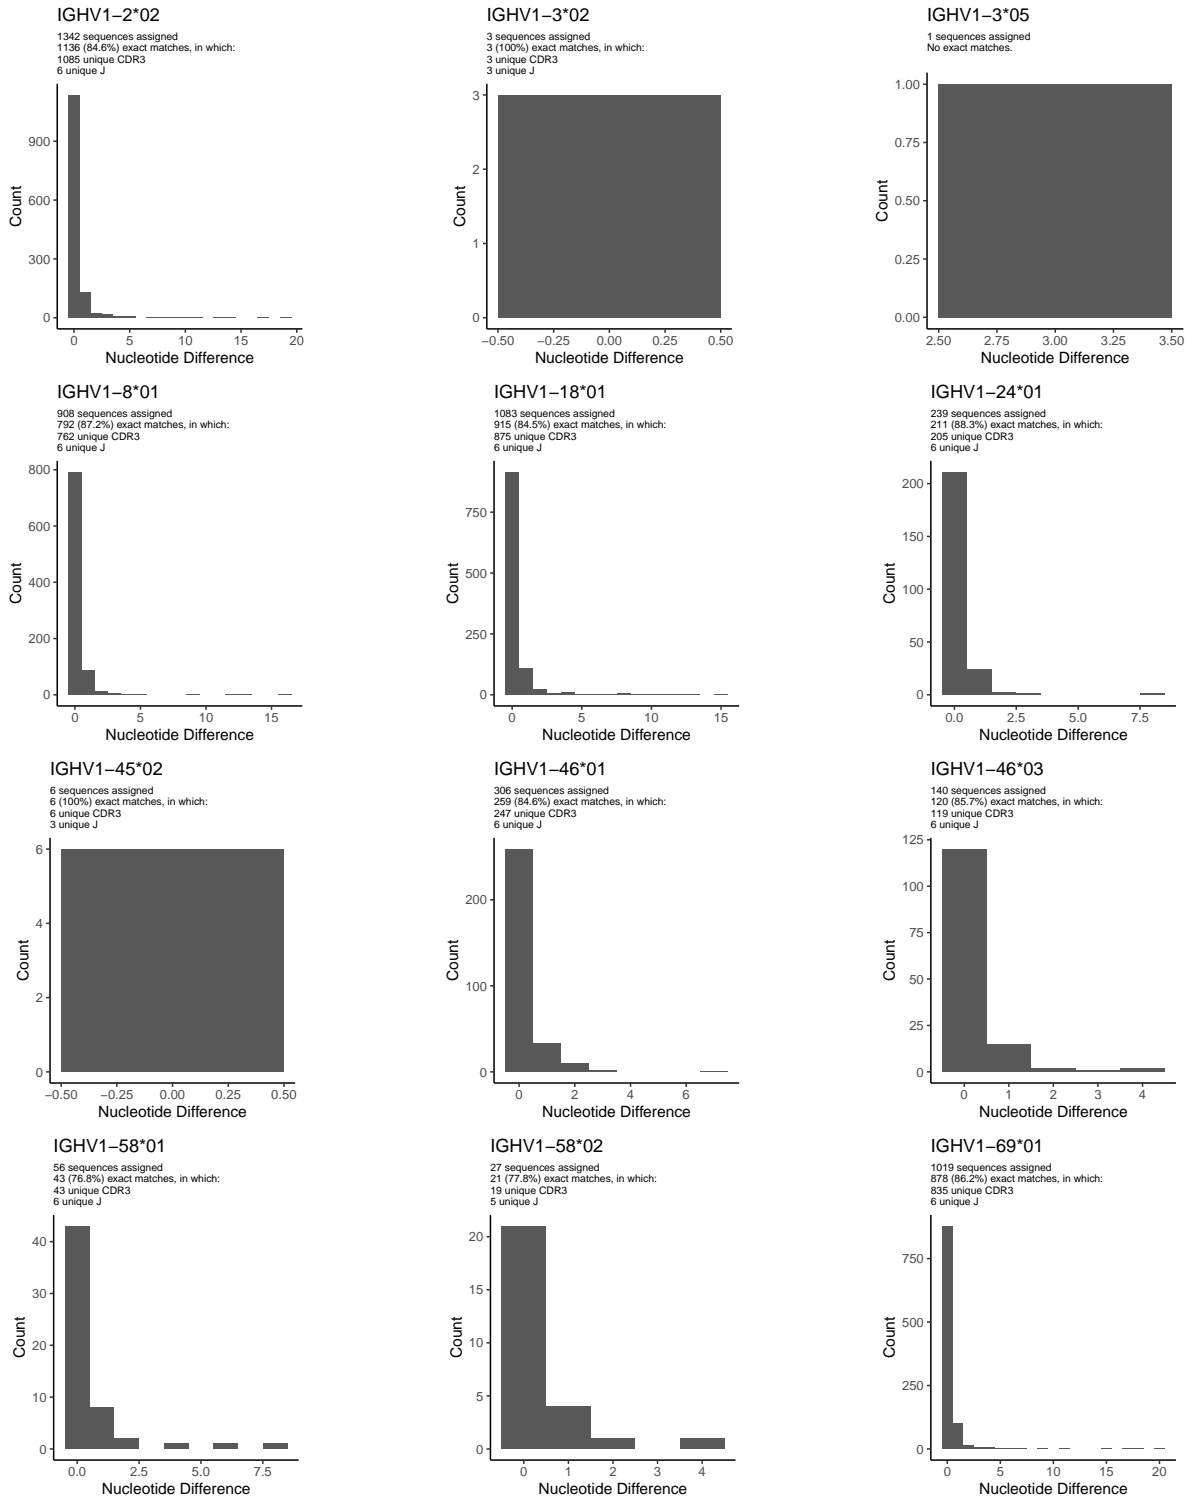 IGHV1−2*02
1342 sequences assigned
1136 (84.6%) exact matches, in which:
1085 unique CDR3
6 unique J
900
600
300
0
Count
0 5 10 15 20
Nucleotide Difference
IGHV1−3*02
3 sequences assigned
3 (100%) exact matches, in which:
3 unique CDR3
3 unique J
3
2
1
0
Count
−0.50 −0.25 0.00 0.25 0.50
Nucleotide Difference
IGHV1−3*05
1 sequences assigned
No exact matches.
1.00
0.75
0.50
0.25
0.00
Count
2.50 2.75 3.00 3.25 3.50
Nucleotide Difference
IGHV1−8*01
908 sequences assigned
792 (87.2%) exact matches, in which:
762 unique CDR3
6 unique J
800
600
400
200
0
Count
0 5 10 15
Nucleotide Difference
IGHV1−18*01
1083 sequences assigned
915 (84.5%) exact matches, in which:
875 unique CDR3
6 unique J
750
500
250
0
Count
0 5 10 15
Nucleotide Difference
IGHV1−24*01
239 sequences assigned
211 (88.3%) exact matches, in which:
205 unique CDR3
6 unique J
200
150
100
50
0
Count
0.0 2.5 5.0 7.5
Nucleotide Difference
IGHV1−45*02
6 sequences assigned
6 (100%) exact matches, in which:
6 unique CDR3
3 unique J
6
4
2
0
Count
−0.50 −0.25 0.00 0.25 0.50
Nucleotide Difference
IGHV1−46*01
306 sequences assigned
259 (84.6%) exact matches, in which:
247 unique CDR3
6 unique J
200
100
0
Count
0 2 4 6
Nucleotide Difference
IGHV1−46*03
140 sequences assigned
120 (85.7%) exact matches, in which:
119 unique CDR3
6 unique J
125
100
75
50
25
0
Count
0 1 2 3 4
Nucleotide Difference
IGHV1−58*01
56 sequences assigned
43 (76.8%) exact matches, in which:
43 unique CDR3
6 unique J
40
30
20
10
0
Count
0.0 2.5 5.0 7.5
Nucleotide Difference
IGHV1−58*02
27 sequences assigned
21 (77.8%) exact matches, in which:
19 unique CDR3
5 unique J
20
15
10
5
0
Count
0 1 2 3 4
Nucleotide Difference
IGHV1−69*01
1019 sequences assigned
878 (86.2%) exact matches, in which:
835 unique CDR3
6 unique J
750
500
250
0
Count
0 5 10 15 20
Nucleotide Difference